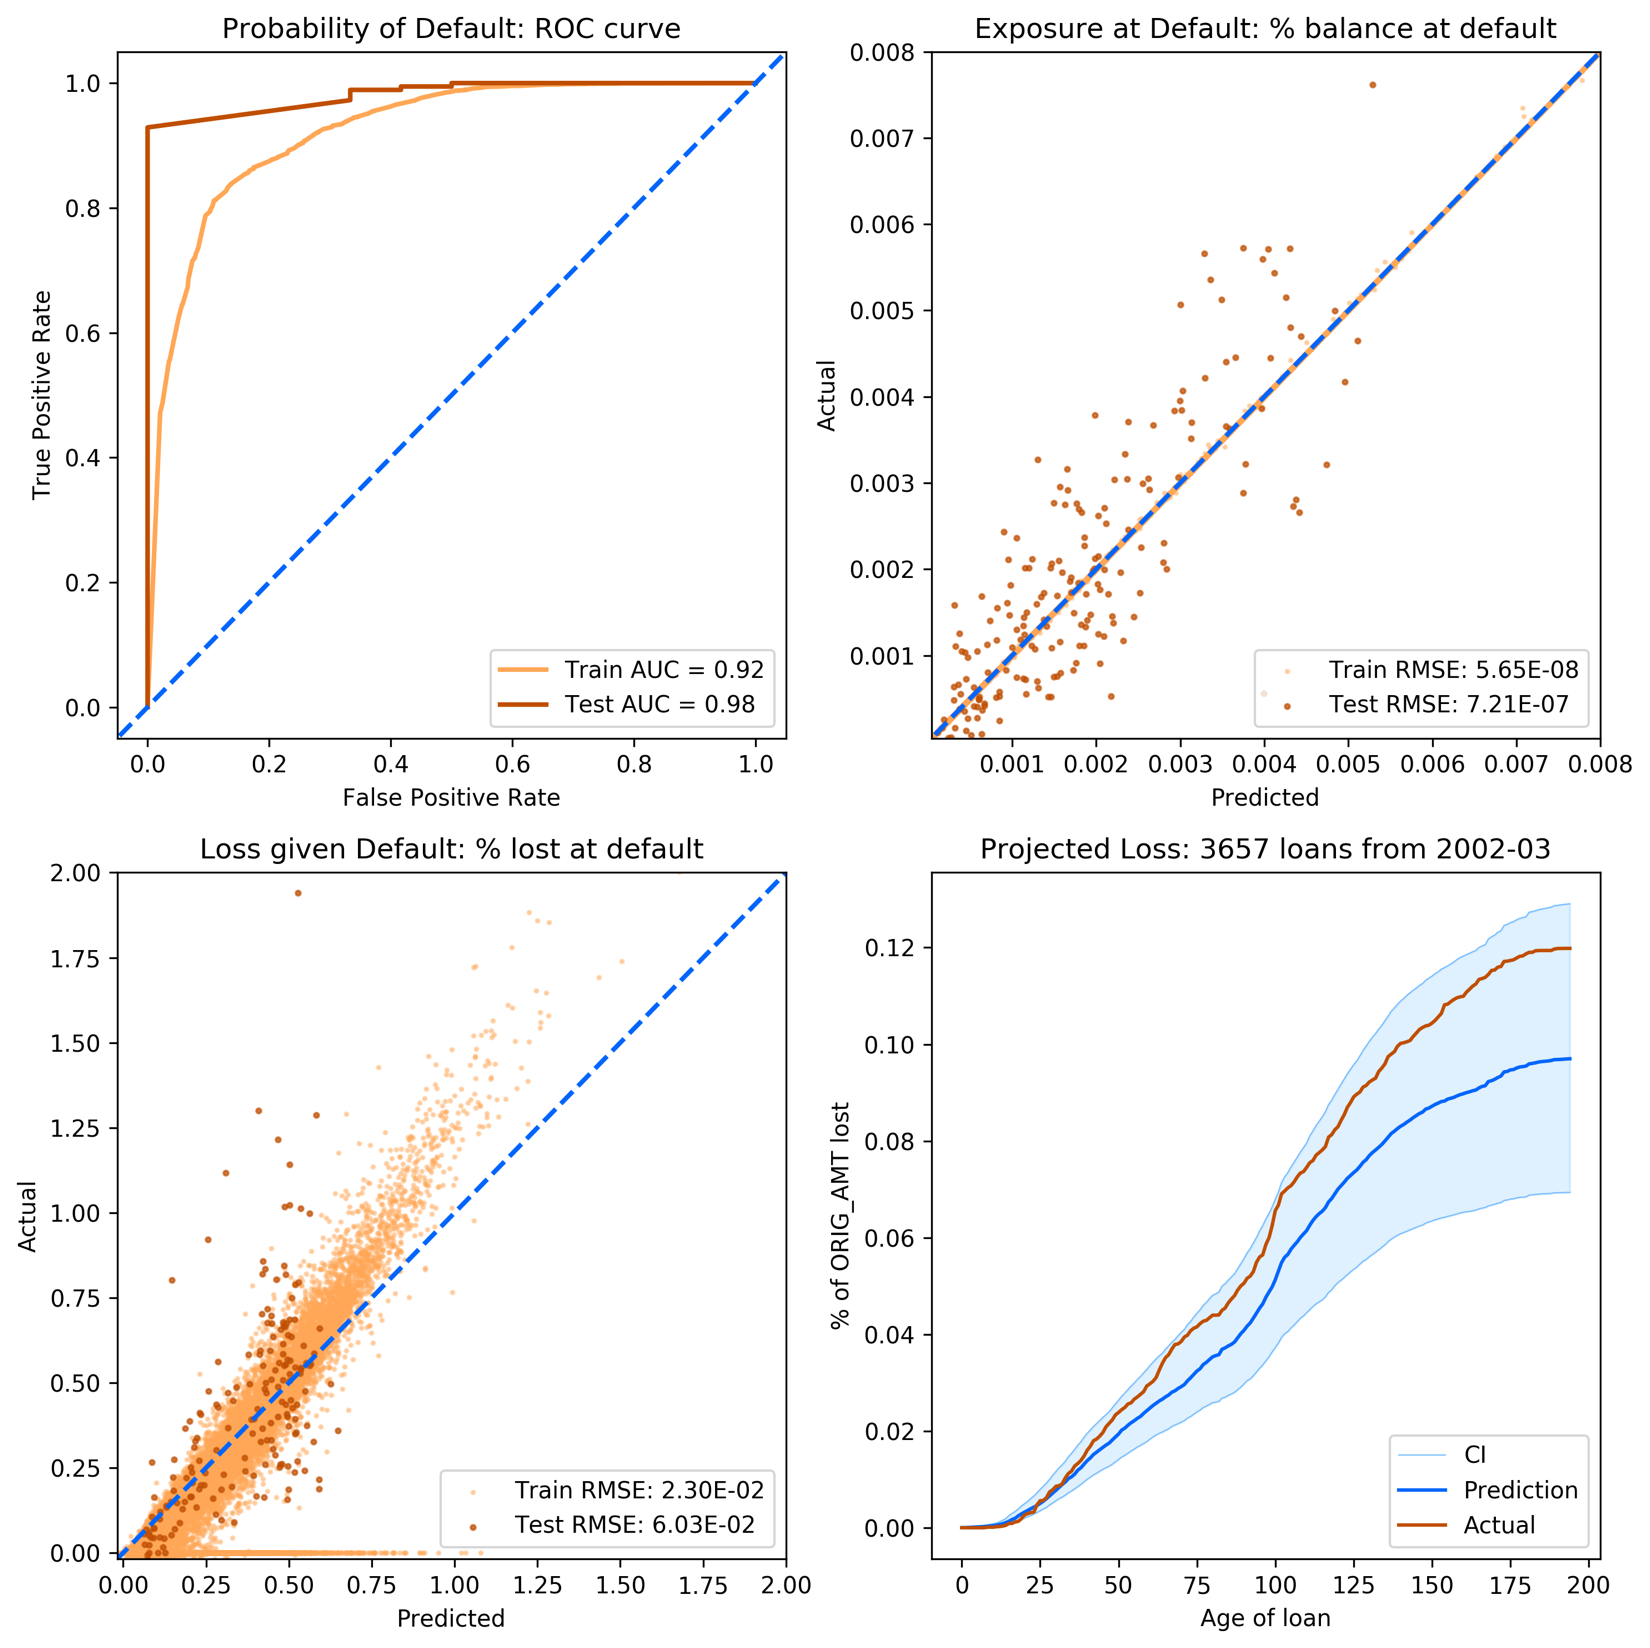 Probability of Default: ROC curve
1.0
0.8
0.6
0.4
0.2
0.0
True Positive Rate
0.0 0.2 0.4 0.6 0.8 1.0
False Positive Rate
Train AUC = 0.92
Test AUC = 0.98
Exposure at Default: % balance at default
0.008
0.007
0.006
0.005
0.004
0.003
0.002
0.001
Actual
0.001 0.002 0.003 0.004 0.005 0.006 0.007 0.008
Predicted
Train RMSE: 5.65E-08
Test RMSE: 7.21E-07
Loss given Default: % lost at default
2.00
1.75
1.50
1.25
1.00
0.75
0.50
0.25
0.00
Actual
0.00 0.25 0.50 0.75 1.00 1.25 1.50 1.75 2.00
Predicted
Train RMSE: 2.30E-02
Test RMSE: 6.03E-02
Projected Loss: 3657 loans from 2002-03
0.12
0.10
0.08
0.06
0.04
0.02
0.00
% of ORIG_AMT lost
0 25 50 75 100 125 150 175 200
Age of loan
CI
Prediction
Actual